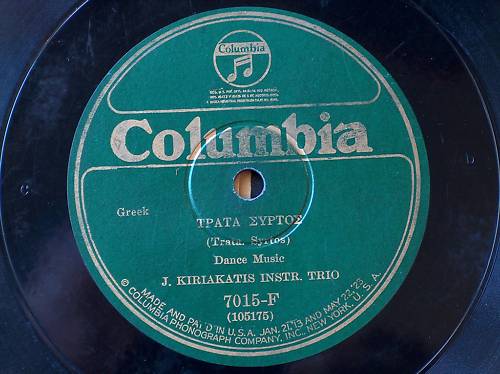 Columbia
Columbia
Greek
ΤΡΑΤΑ ΣΥΡΤΟΣ
(Trata. Syrtos)
Dance Music
J. KIRIAKATIS INSTR. TRIO
7015-F
(105175)
MADE AND PAT'D IN U.S.A. JAN. 21,'13 AND MAY 22,'23
© COLUMBIA PHONOGRAPH COMPANY, INC., NEW YORK, U.S.A.